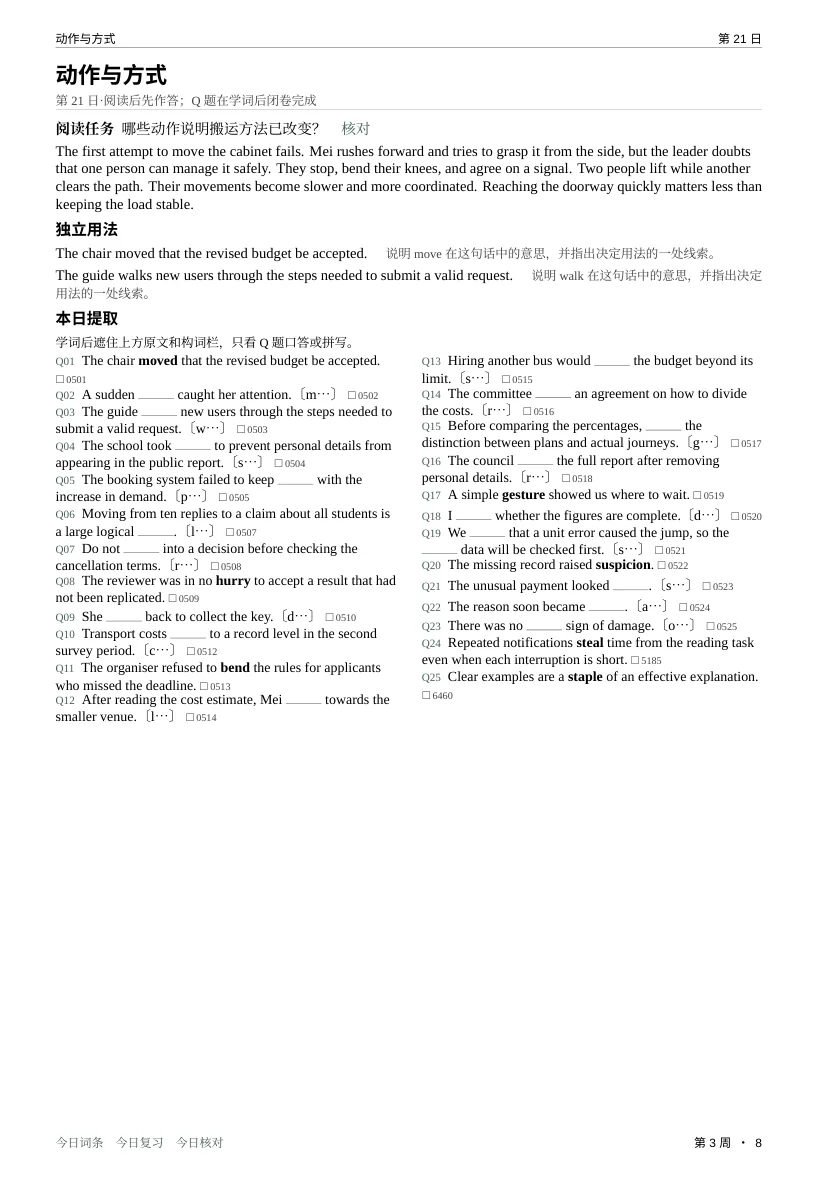 动作与方式
第 21 日
动作与方式
第 21 日·阅读后先作答；Q 题在学词后闭卷完成
阅读任务 哪些动作说明搬运方法已改变？ 核对
The first attempt to move the cabinet fails. Mei rushes forward and tries to grasp it from the side, but the leader doubts
that one person can manage it safely. They stop, bend their knees, and agree on a signal. Two people lift while another
clears the path. Their movements become slower and more coordinated. Reaching the doorway quickly matters less than
keeping the load stable.
独立用法
The chair moved that the revised budget be accepted. 说明 move 在这句话中的意思，并指出决定用法的一处线索。
The guide walks new users through the steps needed to submit a valid request. 说明 walk 在这句话中的意思，并指出决定
用法的一处线索。
本日提取
学词后遮住上方原文和构词栏，只看 Q 题口答或拼写。
Q01 The chair moved that the revised budget be accepted.
□ 0501
Q02 A sudden _____ caught her attention.〔m···〕 □ 0502
Q03 The guide _____ new users through the steps needed to
submit a valid request.〔w···〕 □ 0503
Q04 The school took _____ to prevent personal details from
appearing in the public report.〔s···〕 □ 0504
Q05 The booking system failed to keep _____ with the
increase in demand.〔p···〕 □ 0505
Q06 Moving from ten replies to a claim about all students is
a large logical _____.〔l···〕 □ 0507
Q07 Do not _____ into a decision before checking the
cancellation terms.〔r···〕 □ 0508
Q08 The reviewer was in no hurry to accept a result that had
not been replicated. □ 0509
Q09 She _____ back to collect the key.〔d···〕 □ 0510
Q10 Transport costs _____ to a record level in the second
survey period.〔c···〕 □ 0512
Q11 The organiser refused to bend the rules for applicants
who missed the deadline. □ 0513
Q12 After reading the cost estimate, Mei _____ towards the
smaller venue.〔l···〕 □ 0514
Q13 Hiring another bus would _____ the budget beyond its
limit.〔s···〕 □ 0515
Q14 The committee _____ an agreement on how to divide
the costs.〔r···〕 □ 0516
Q15 Before comparing the percentages, _____ the
distinction between plans and actual journeys.〔g···〕 □ 0517
Q16 The council _____ the full report after removing
personal details.〔r···〕 □ 0518
Q17 A simple gesture showed us where to wait. □ 0519
Q18 I _____ whether the figures are complete.〔d···〕 □ 0520
Q19 We _____ that a unit error caused the jump, so the
_____ data will be checked first.〔s···〕 □ 0521
Q20 The missing record raised suspicion. □ 0522
Q21 The unusual payment looked _____.〔s···〕 □ 0523
Q22 The reason soon became _____.〔a···〕 □ 0524
Q23 There was no _____ sign of damage.〔o···〕 □ 0525
Q24 Repeated notifications steal time from the reading task
even when each interruption is short. □ 5185
Q25 Clear examples are a staple of an effective explanation.
□ 6460
今日词条 今日复习 今日核对
第 3 周 · 8